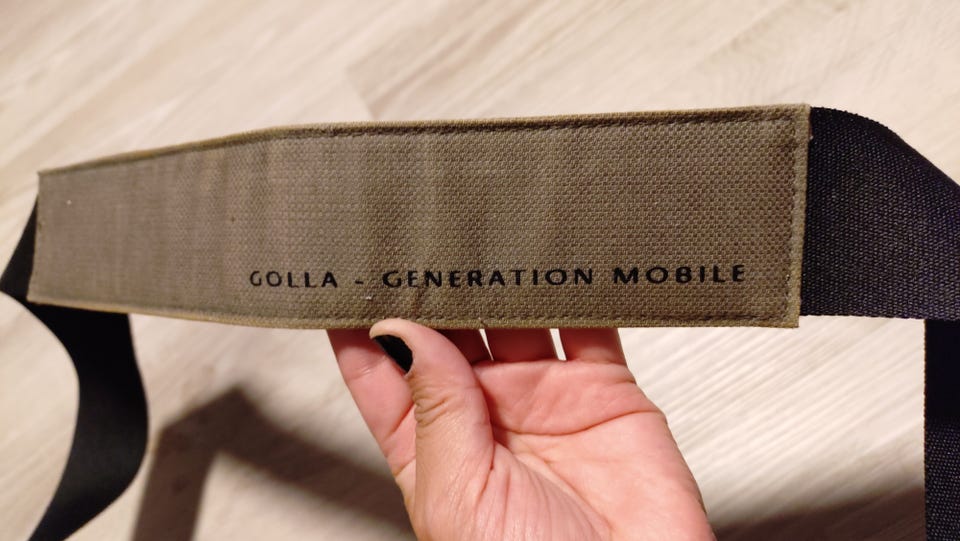 GOLLA - GENERATION MOBILE